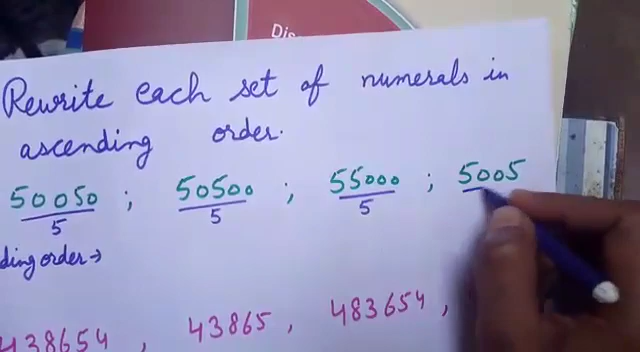 Dis
Rewrite each set of numerals in
ascending order.
50050 ; 50500 ; 55000 ; 5005
5 5 5
ding order →
438654 , 43865 , 483654 ,